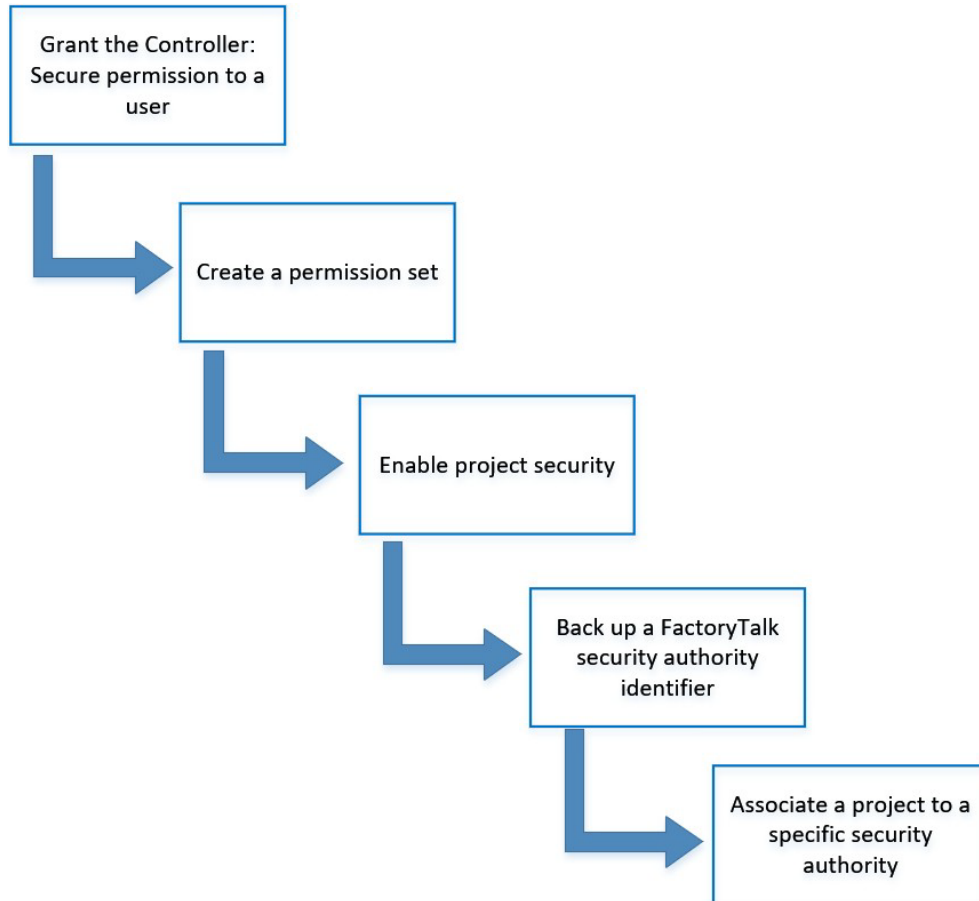 Grant the Controller:
Secure permission to a
user
Create a permission set
Enable project security
Back up a FactoryTalk
security authority
identifier
Associate a project to a
specific security
authority